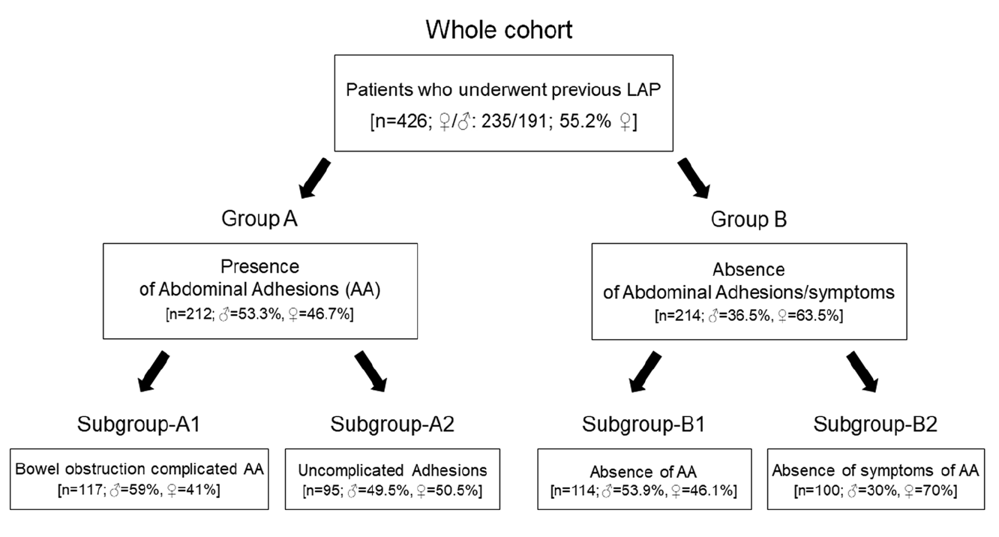 Whole cohort
Patients who underwent previous LAP
[n=426; ♀/♂: 235/191; 55.2% ♀]
Group A
Group B
Presence
of Abdominal Adhesions (AA)
[n=212; ♂=53.3%, ♀=46.7%]
Absence
of Abdominal Adhesions/symptoms
[n=214; ♂=36.5%, ♀=63.5%]
Subgroup-A1
Subgroup-A2
Subgroup-B1
Subgroup-B2
Bowel obstruction complicated AA
[n=117; ♂=59%, ♀=41%]
Uncomplicated Adhesions
[n=95; ♂=49.5%, ♀=50.5%]
Absence of AA
[n=114; ♂=53.9%, ♀=46.1%]
Absence of symptoms of AA
[n=100; ♂=30%, ♀=70%]